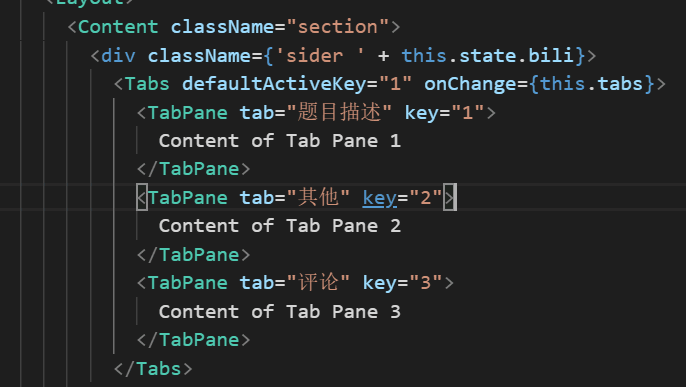 <Layout>
<Content className="section">
<div className={'sider ' + this.state.bili}>
<Tabs defaultActiveKey="1" onChange={this.tabs}>
<TabPane tab="题目描述" key="1">
Content of Tab Pane 1
</TabPane>
<TabPane tab="其他" key="2">
Content of Tab Pane 2
</TabPane>
<TabPane tab="评论" key="3">
Content of Tab Pane 3
</TabPane>
</Tabs>